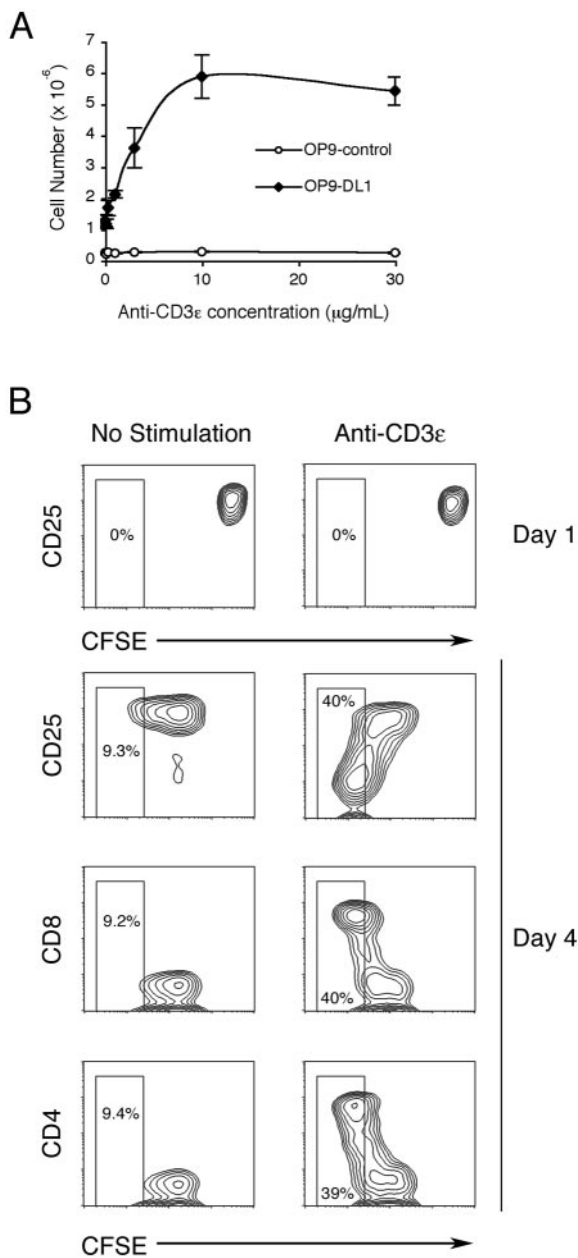 A
Cell Number (x 10⁻⁶)
7
6
5
4
3
2
1
0
OP9-control
OP9-DL1
0 10 20 30
Anti-CD3ε concentration (μg/mL)
B
No Stimulation Anti-CD3ε
CD25
0% 0%
Day 1
CFSE
CD25
9.3% 40%
CD8
9.2% 40%
Day 4
CD4
9.4% 39%
CFSE